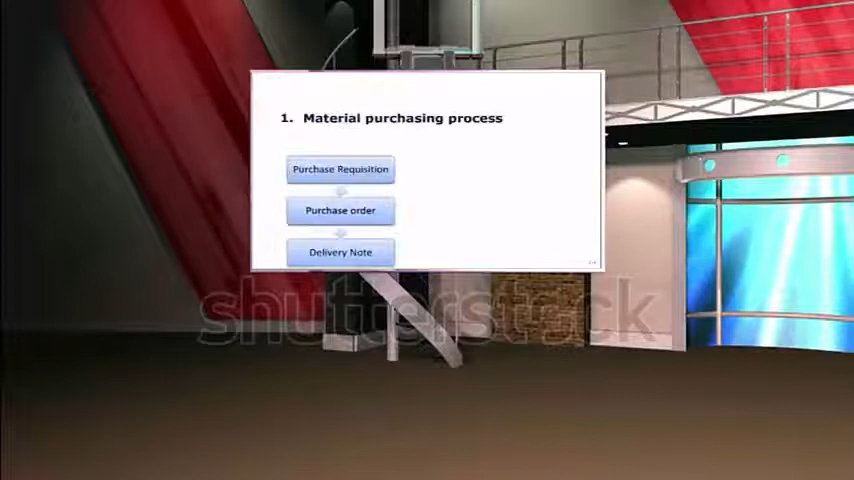 1. Material purchasing process
Purchase Requisition
Purchase order
Delivery Note
shutterstock